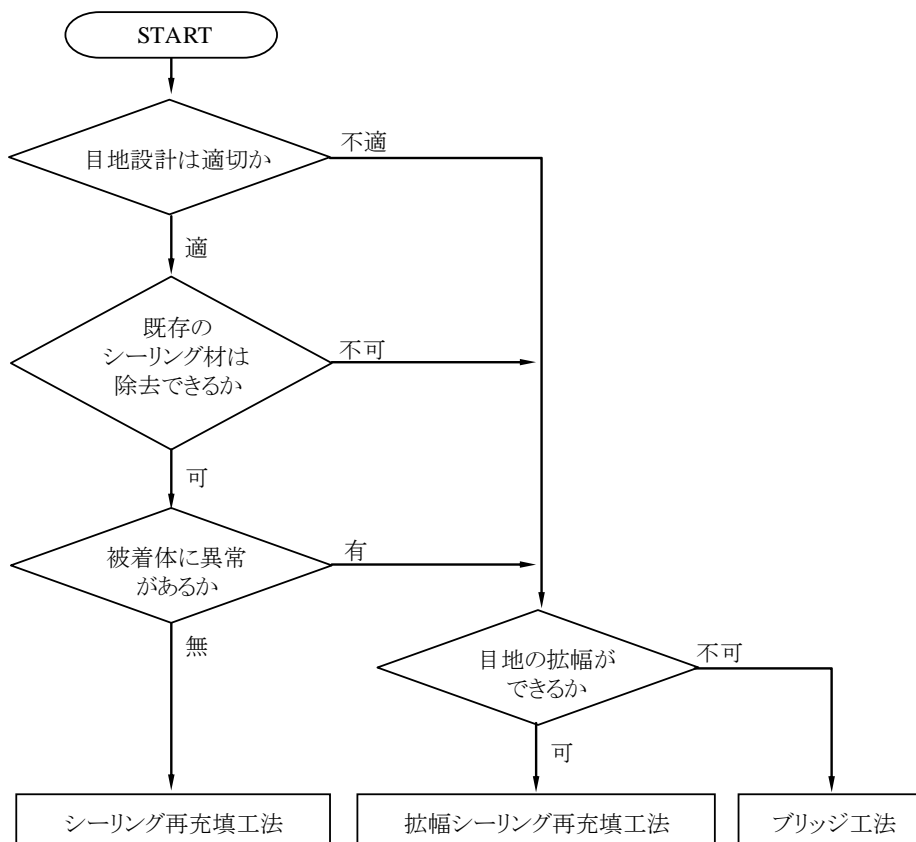 START
目地設計は適切か
不適
適
既存の
シーリング材は
除去できるか
不可
可
被着体に異常
があるか
有
無
目地の拡幅が
できるか
不可
可
シーリング再充填工法
拡幅シーリング再充填工法
ブリッジ工法